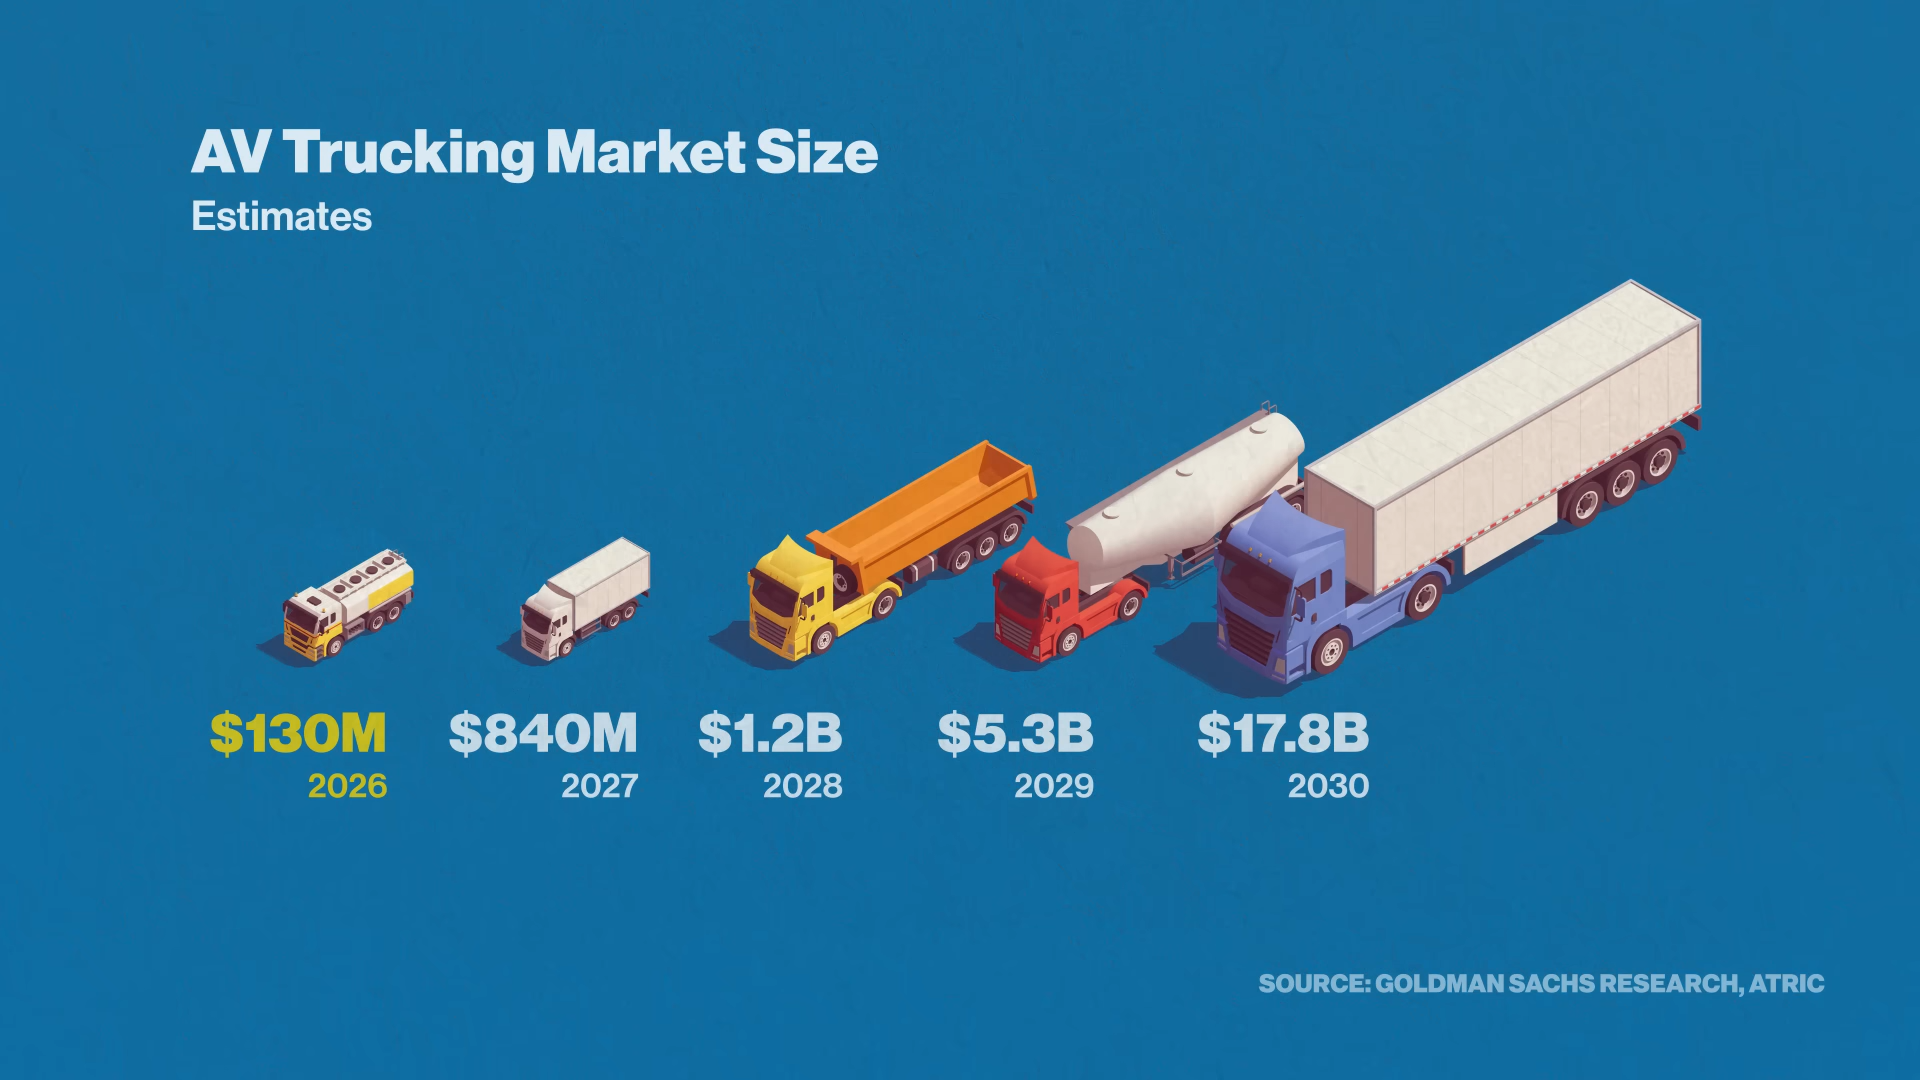 AV Trucking Market Size
Estimates
$130M $840M $1.2B $5.3B $17.8B
2026 2027 2028 2029 2030
SOURCE: GOLDMAN SACHS RESEARCH, ATRIC